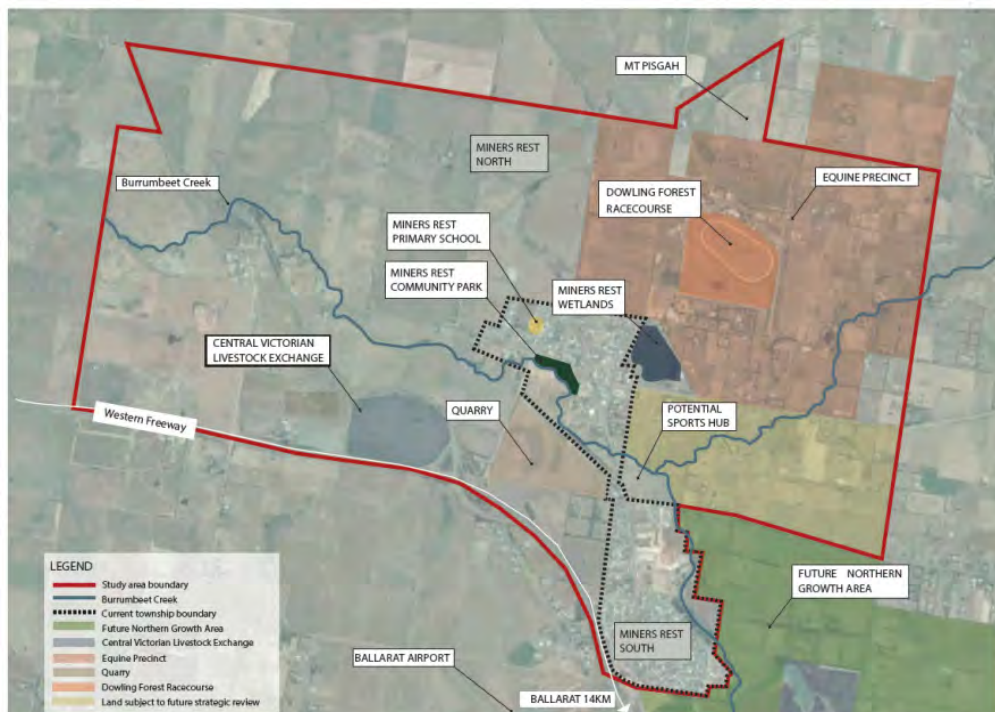 MT PISGAH
MINERS REST
NORTH
EQUINE PRECINCT
Burrumbeet Creek
DOWLING FOREST
RACECOURSE
MINERS REST
PRIMARY SCHOOL
MINERS REST
COMMUNITY PARK
MINERS REST
WETLANDS
CENTRAL VICTORIAN
LIVESTOCK EXCHANGE
Western Freeway
QUARRY
POTENTIAL
SPORTS HUB
LEGEND
Study area boundary
Burrumbeet Creek
Current township boundary
Future Northern Growth Area
Central Victorian Livestock Exchange
Equine Precinct
Quarry
Dowling Forest Racecourse
Land subject to future strategic review
FUTURE NORTHERN
GROWTH AREA
MINERS REST
SOUTH
BALLARAT AIRPORT
BALLARAT 14KM